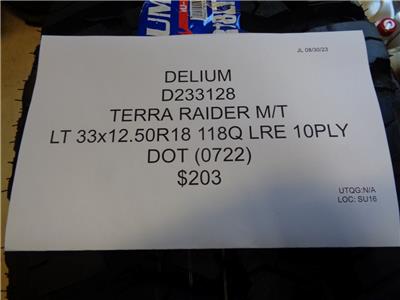 JL 08/30/23
DELIUM
D233128
TERRA RAIDER M/T
LT 33x12.50R18 118Q LRE 10PLY
DOT (0722)
$203
UTQG:N/A
LOC: SU16